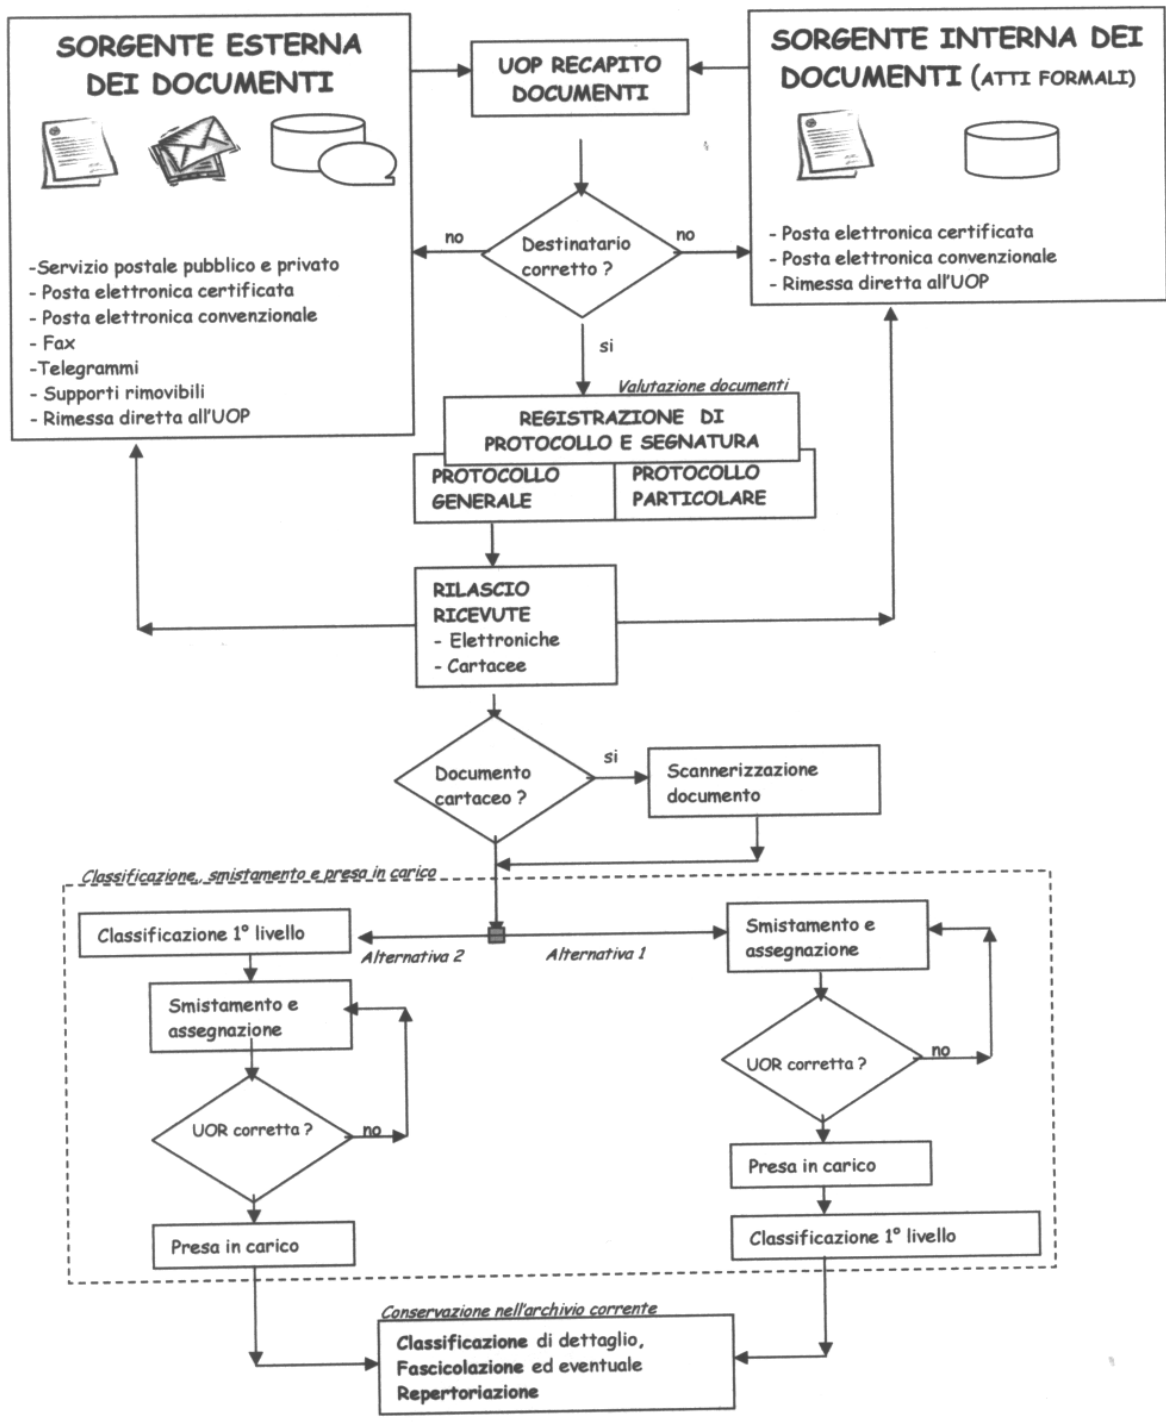 SORGENTE ESTERNA
DEI DOCUMENTI
-Servizio postale pubblico e privato
- Posta elettronica certificata
- Posta elettronica convenzionale
- Fax
-Telegrammi
- Supporti rimovibili
- Rimessa diretta all'UOP
UOP RECAPITO
DOCUMENTI
SORGENTE INTERNA DEI
DOCUMENTI (ATTI FORMALI)
- Posta elettronica certificata
- Posta elettronica convenzionale
- Rimessa diretta all'UOP
no
Destinatario
corretto ?
no
si
Valutazione documenti
REGISTRAZIONE DI
PROTOCOLLO E SEGNATURA
PROTOCOLLO
GENERALE
PROTOCOLLO
PARTICOLARE
RILASCIO
RICEVUTE
- Elettroniche
- Cartacee
Documento
cartaceo ?
si
Scannerizzazione
documento
Classificazione,, smistamento e presa in carico
Classificazione 1° livello
Alternativa 2
Alternativa 1
Smistamento e
assegnazione
Smistamento e
assegnazione
UOR corretta ?
no
UOR corretta ?
no
Presa in carico
Presa in carico
Classificazione 1° livello
Conservazione nell'archivio corrente
Classificazione di dettaglio,
Fascicolazione ed eventuale
Repertoriazione